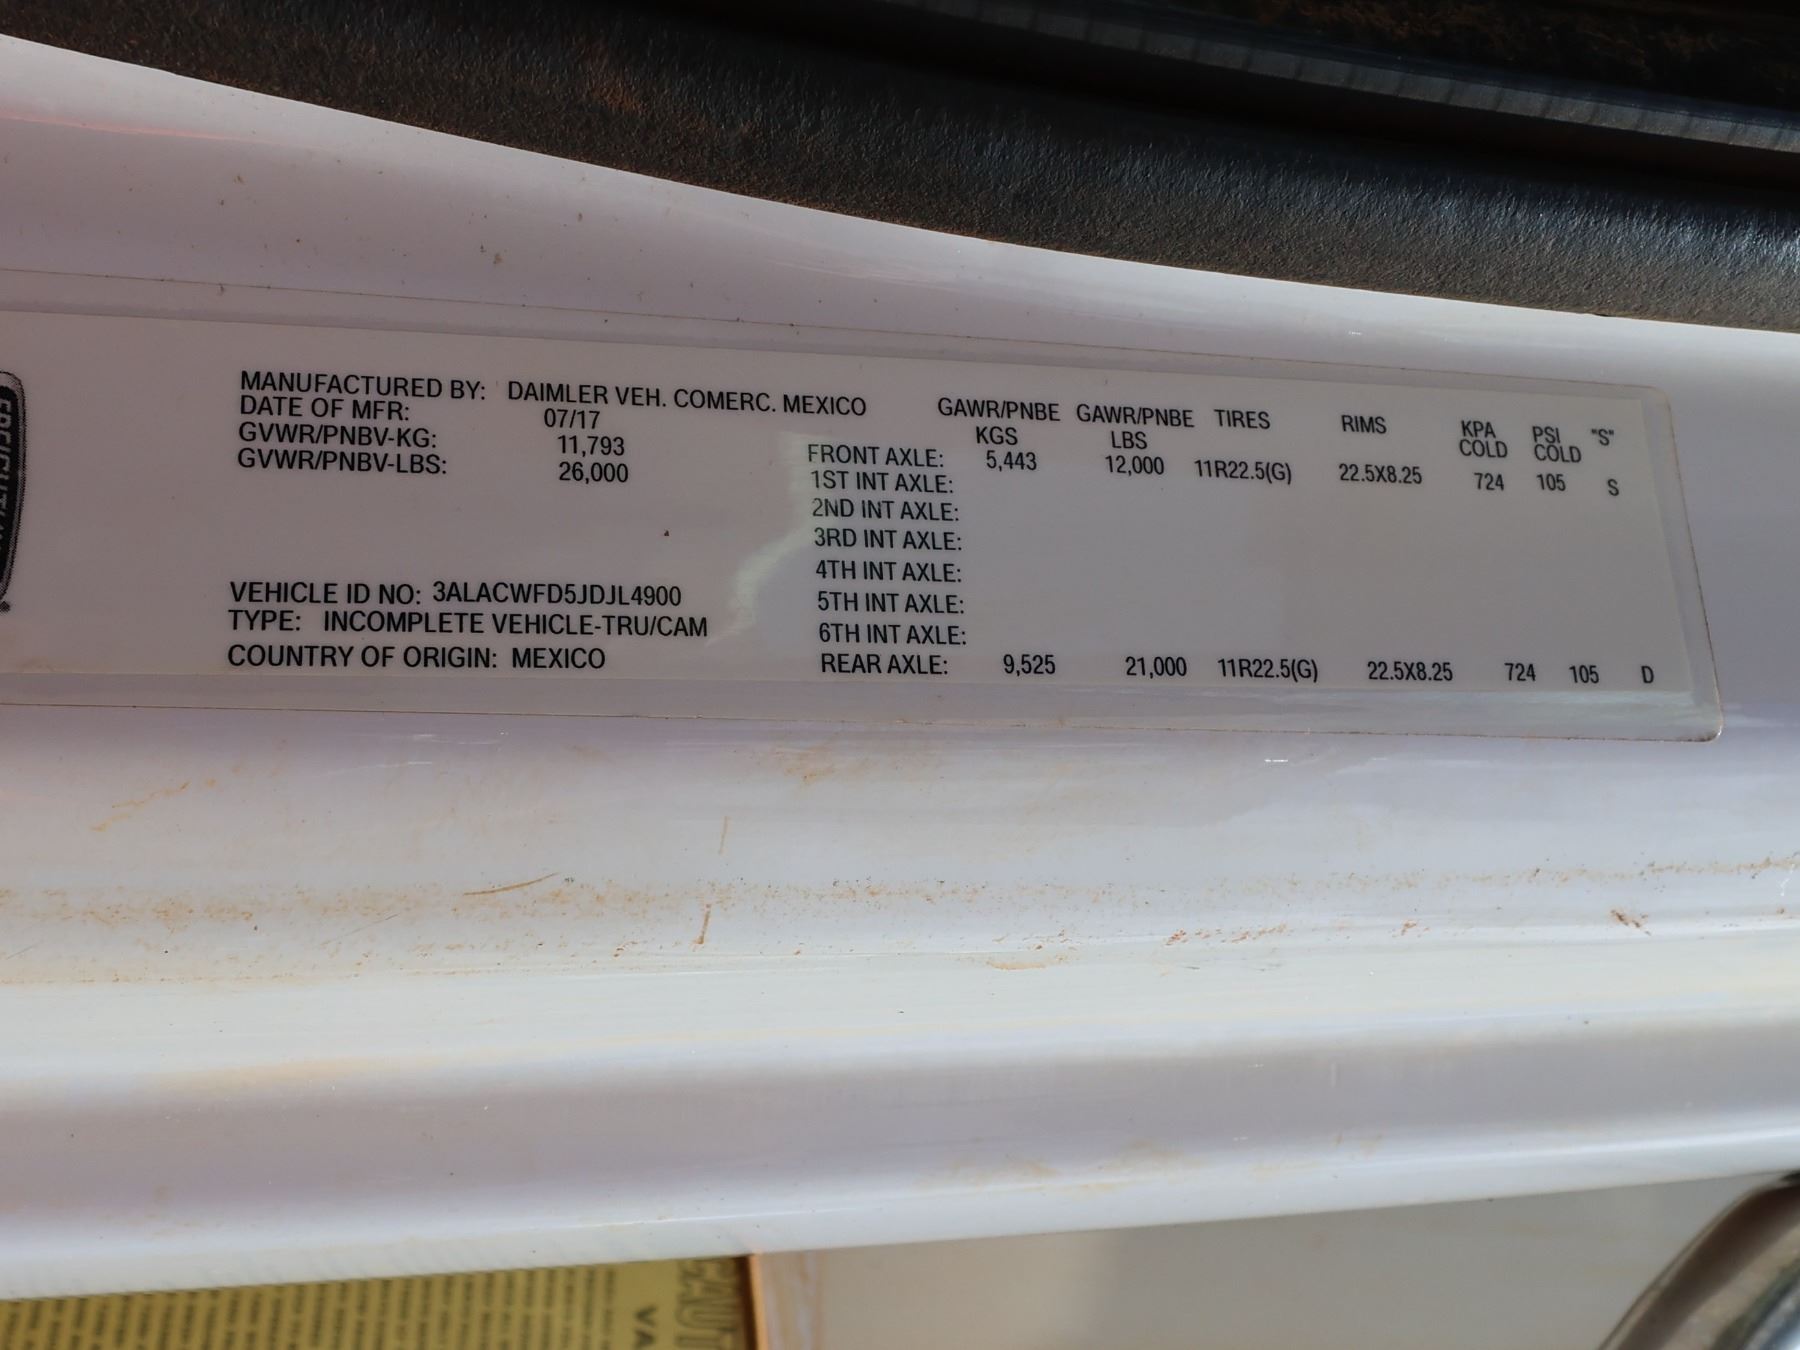 MANUFACTURED BY: DAIMLER VEH. COMERC. MEXICO
DATE OF MFR: 07/17
GVWR/PNBV-KG: 11,793
GVWR/PNBV-LBS: 26,000
VEHICLE ID NO: 3ALACWFD5JDJL4900
TYPE: INCOMPLETE VEHICLE-TRU/CAM
COUNTRY OF ORIGIN: MEXICO
GAWR/PNBE KGS GAWR/PNBE LBS TIRES RIMS KPA COLD PSI COLD "S"
FRONT AXLE: 5,443 12,000 11R22.5(G) 22.5X8.25 724 105 S
1ST INT AXLE:
2ND INT AXLE:
3RD INT AXLE:
4TH INT AXLE:
5TH INT AXLE:
6TH INT AXLE:
REAR AXLE: 9,525 21,000 11R22.5(G) 22.5X8.25 724 105 D